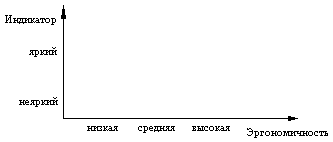 Индикатор
яркий
неяркий
низкая средняя высокая
Эргономичность